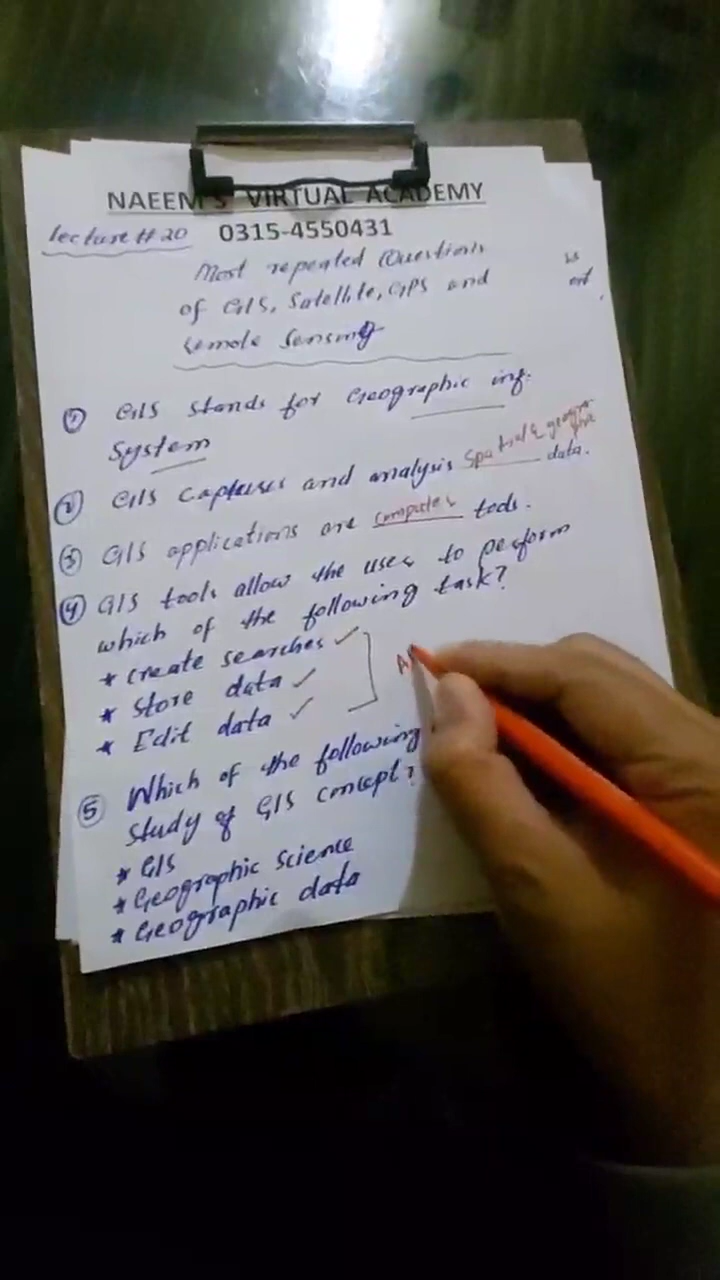 NAEEM'S VIRTUAL ACADEMY
lecture # 20 0315-4550431
Most repeated Questions
of GIS, Satellite, GPS and
remote Sensing
① GIS stands for Geographic inf.
System
② GIS captures and analysis Spatial & geographic data.
③ GIS applications are computer tools.
④ GIS tools allow the user to perform
which of the following task?
* Create searches ✓
* Store data ✓
* Edit data ✓
⑤ Which of the following
study of GIS concept?
* GIS
* Geographic Science
* Geographic data